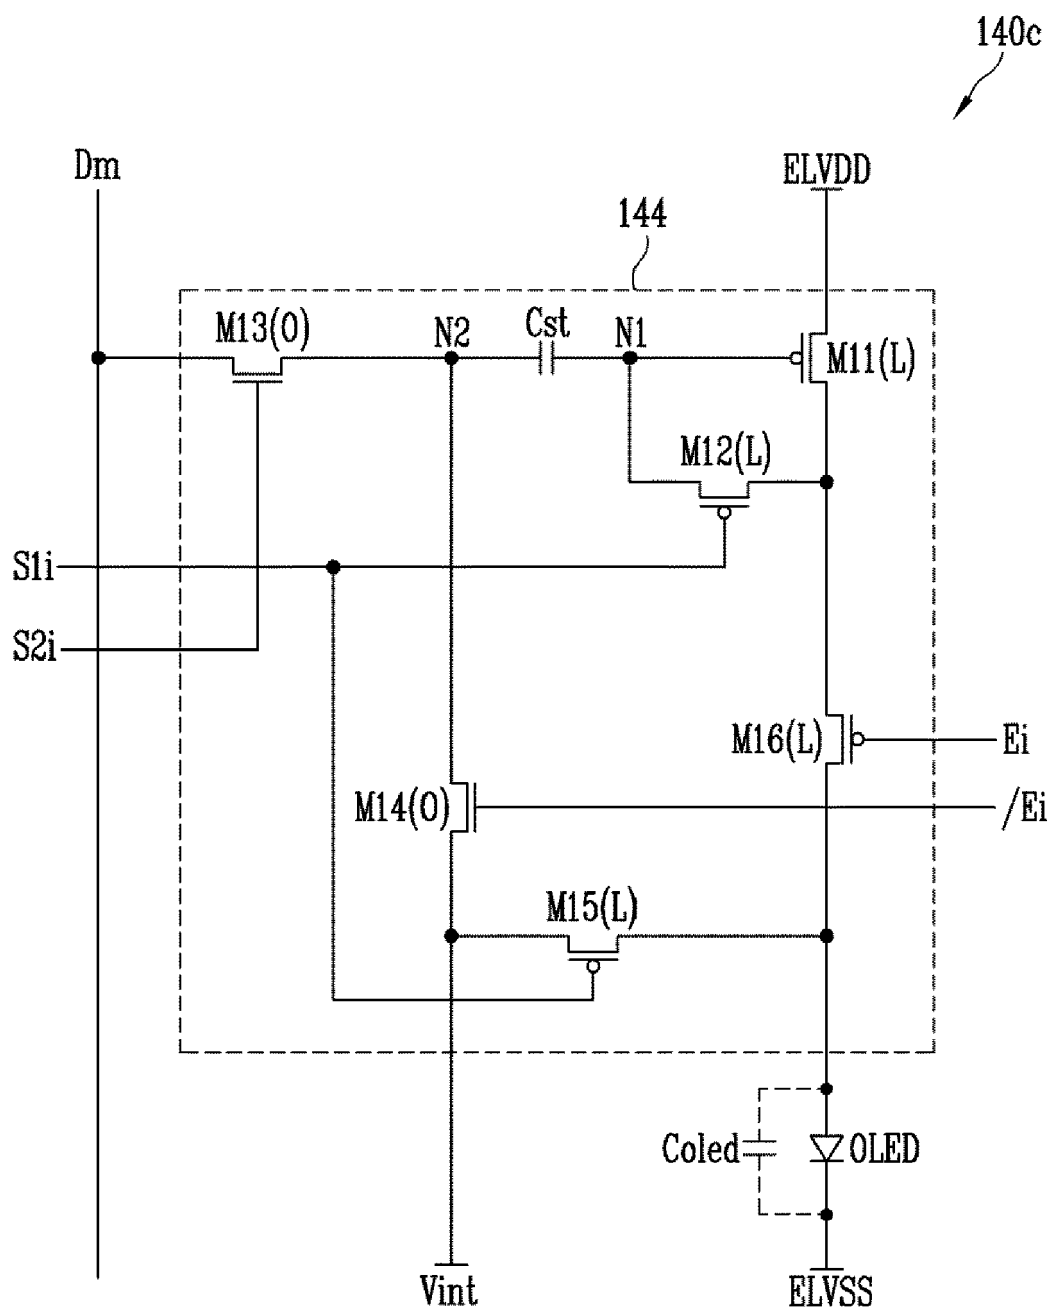 140c
Dm
ELVDD
144
M13(O)
N2
Cst
N1
M11(L)
M12(L)
S1i
S2i
M16(L)
Ei
M14(O)
/Ei
M15(L)
Coled
OLED
Vint
ELVSS